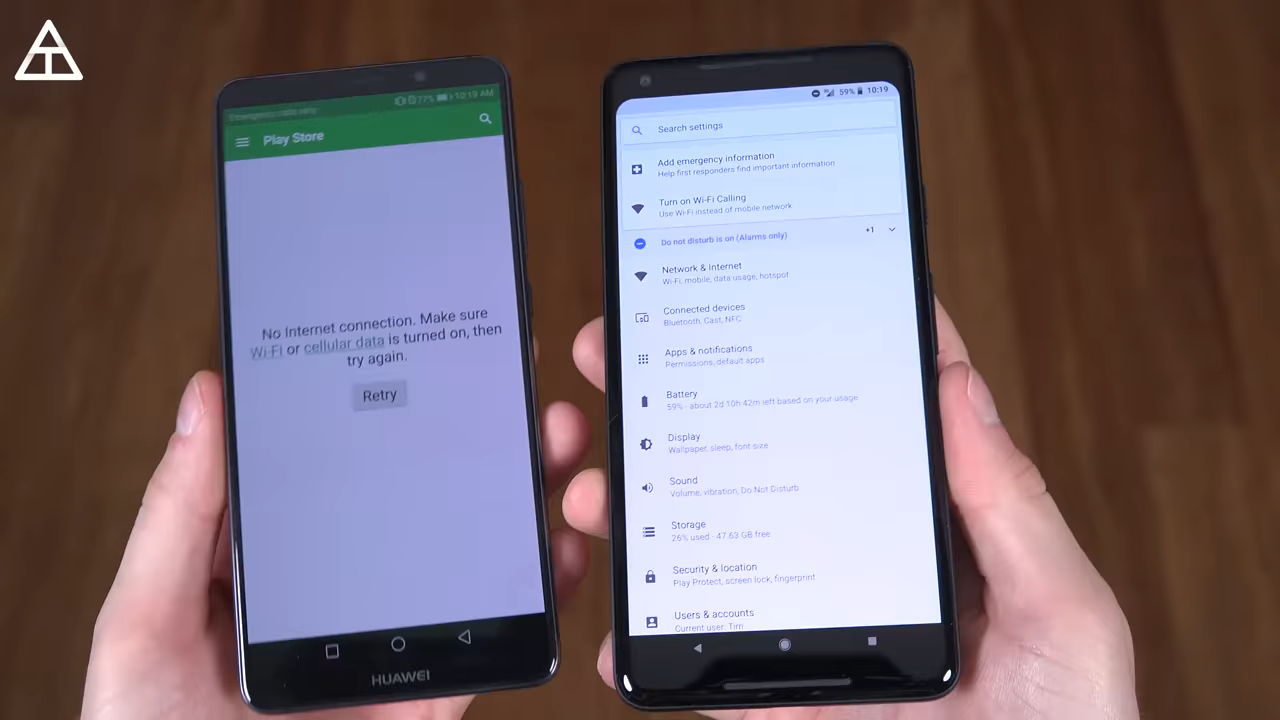 Emergency calls only
77% 10:19 AM
Play Store
No Internet connection. Make sure
Wi-Fi or cellular data is turned on, then
try again.
Retry
HUAWEI
59% 10:19
Search settings
Add emergency information
Help first responders find important information
Turn on Wi-Fi Calling
Use Wi-Fi instead of mobile network
Do not disturb is on (Alarms only)
+1
Network & Internet
Wi-Fi, mobile, data usage, hotspot
Connected devices
Bluetooth, Cast, NFC
Apps & notifications
Permissions, default apps
Battery
59% - about 2d 10h 42m left based on your usage
Display
Wallpaper, sleep, font size
Sound
Volume, vibration, Do Not Disturb
Storage
26% used - 47.63 GB free
Security & location
Play Protect, screen lock, fingerprint
Users & accounts
Current user: Tim